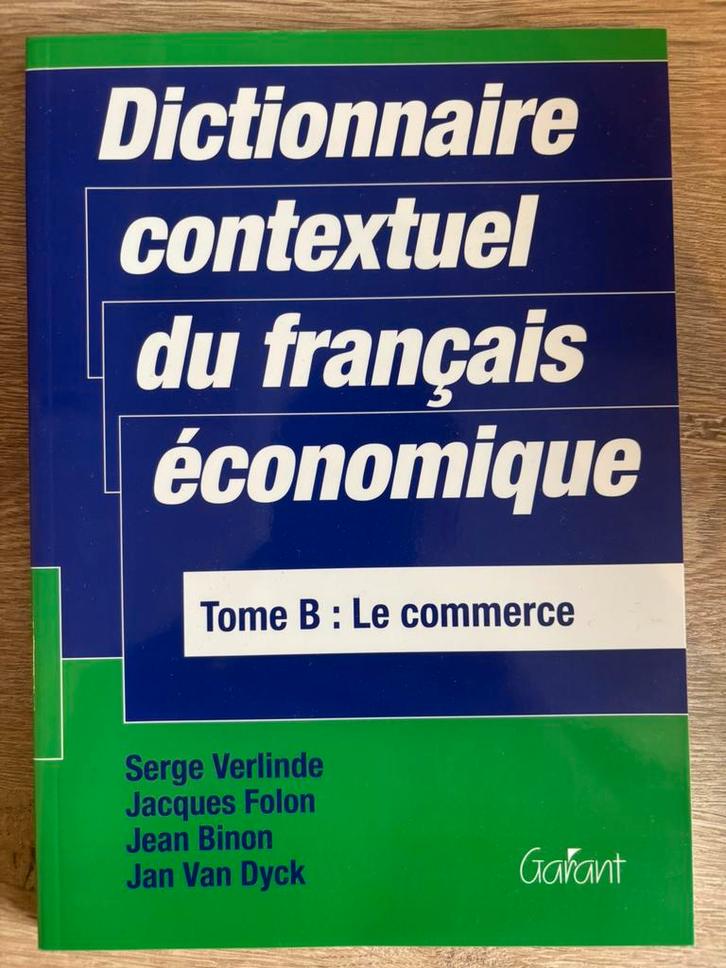 Dictionnaire
contextuel
du français
économique
Tome B : Le commerce
Serge Verlinde
Jacques Folon
Jean Binon
Jan Van Dyck
Garant